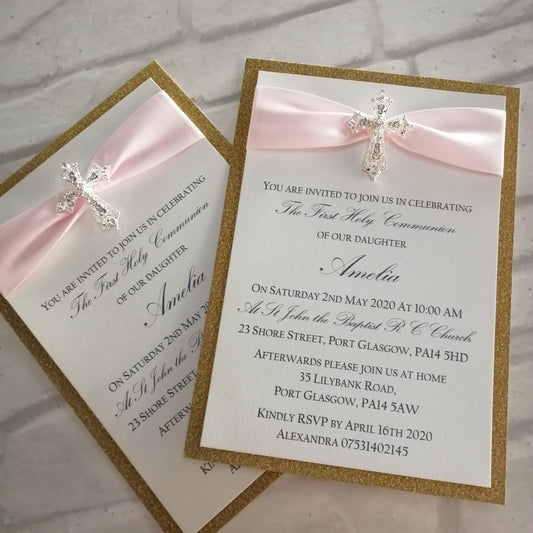 You are invited to join us in celebrating
The First Holy Communion
of our daughter
Amelia
On Saturday 2nd May 2020 at 10:00 am
At St John the Baptist R C Church
23 Shore Street, Port Glasgow, PA14 5HD
Afterwards please join us at home
35 Lilybank Road,
Port Glasgow, PA14 5AW
Kindly RSVP by April 16th 2020
Alexandra 07531402145
You are invited to join us in celebrating
The First Holy Communion
of our daughter
Amelia
On Saturday 2nd May 20
At St John the Baptist
23 Shore Street, Por
Afterwards
Kindly